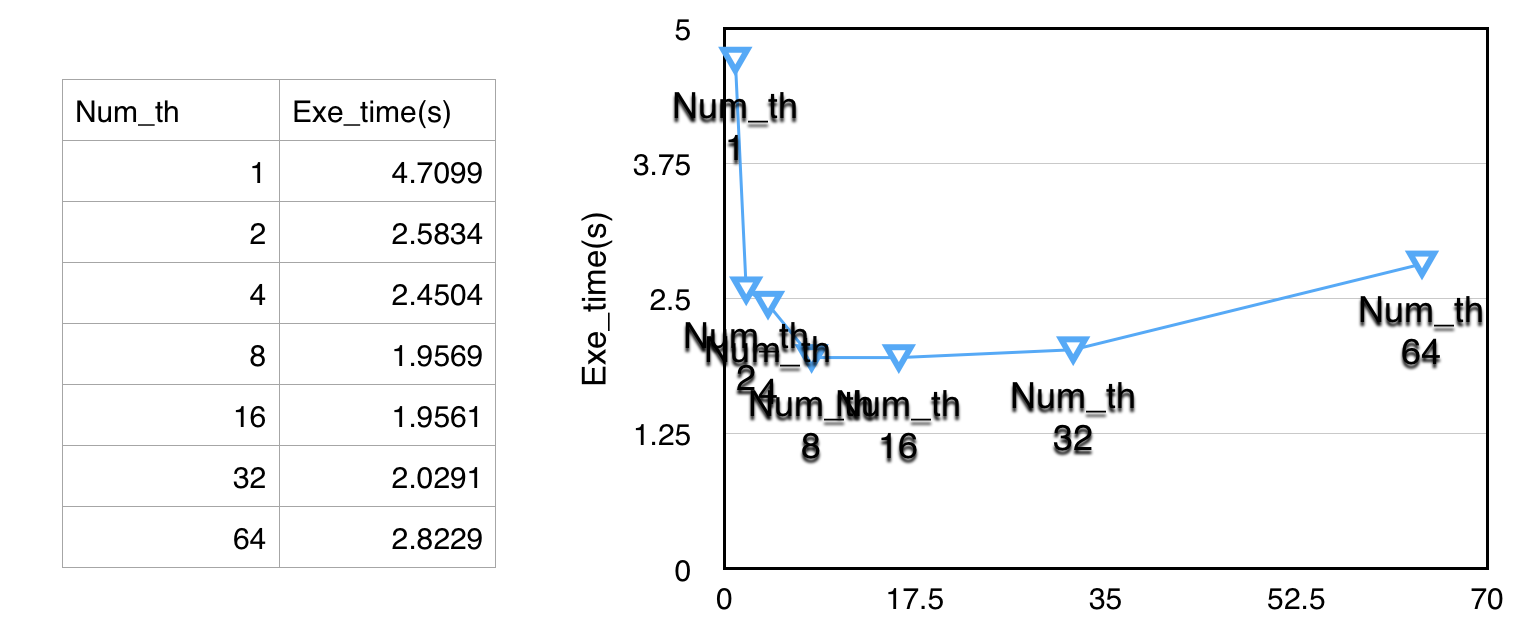 Num_th Exe_time(s)
1 4.7099
2 2.5834
4 2.4504
8 1.9569
16 1.9561
32 2.0291
64 2.8229
Exe_time(s)
5
3.75
2.5
1.25
0
0 17.5 35 52.5 70
Num_th
1
Num_th
2
Num_th
4
Num_th
8
Num_th
16
Num_th
32
Num_th
64